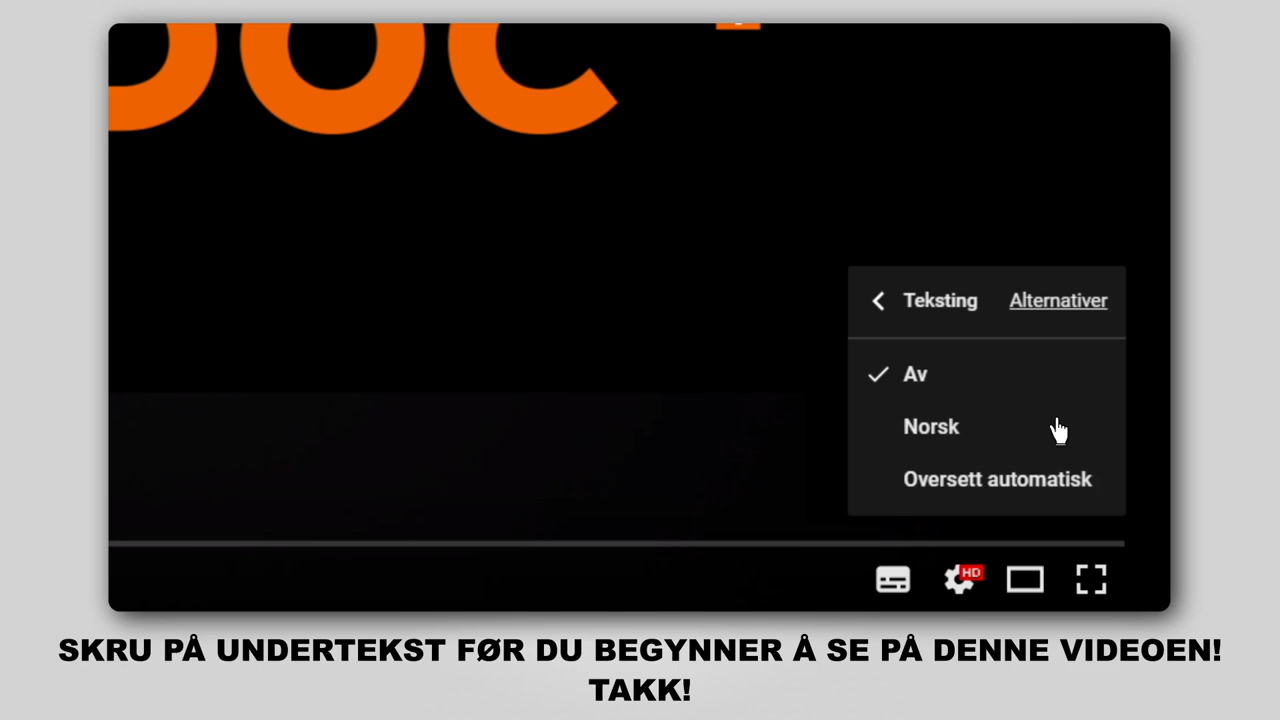 Teksting Alternativer
Av
Norsk
Oversett automatisk
HD
SKRU PÅ UNDERTEKST FØR DU BEGYNNER Å SE PÅ DENNE VIDEOEN!
TAKK!